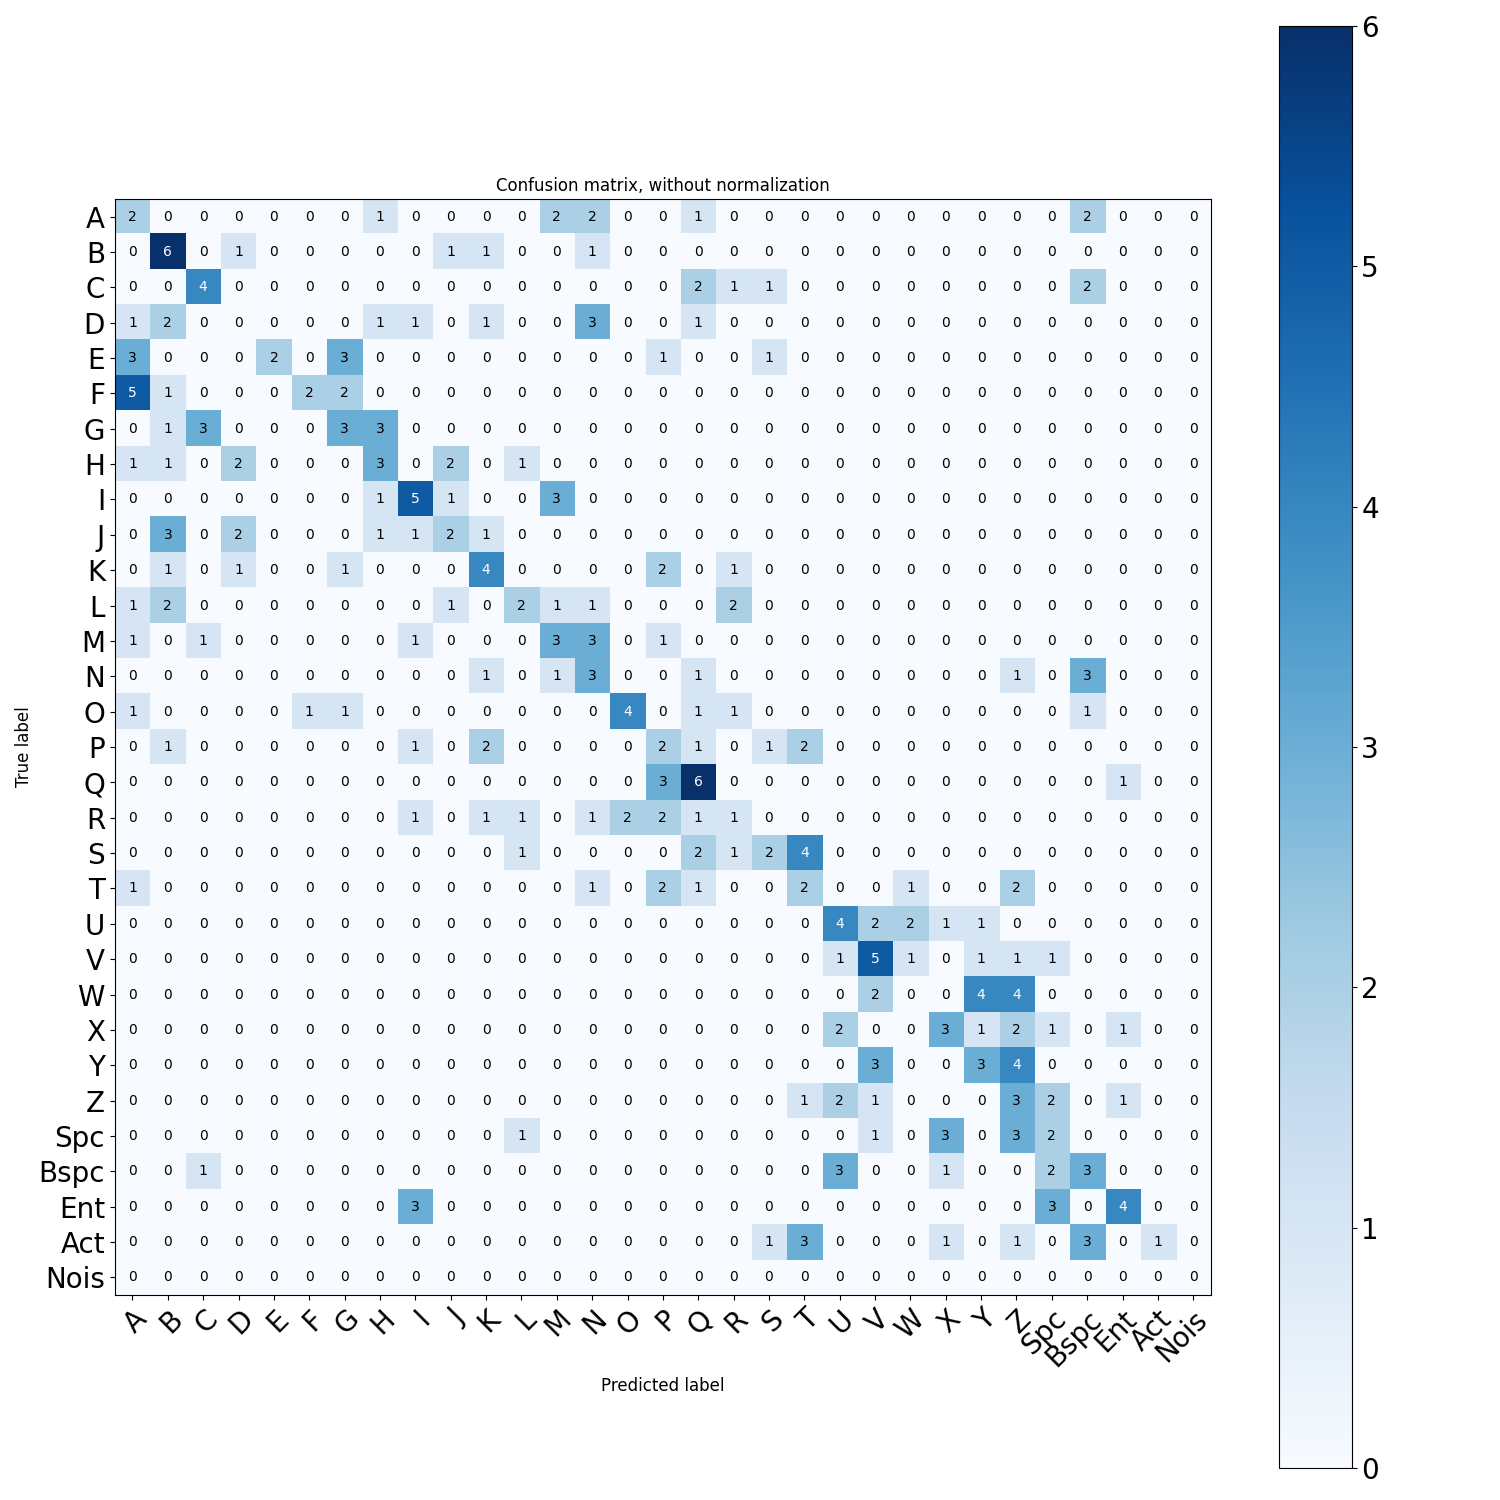 Confusion matrix, without normalization
A 2 0 0 0 0 0 0 1 0 0 0 0 2 2 0 0 1 0 0 0 0 0 0 0 0 0 0 2 0 0 0
B 0 6 0 1 0 0 0 0 0 1 1 0 0 1 0 0 0 0 0 0 0 0 0 0 0 0 0 0 0 0 0
C 0 0 4 0 0 0 0 0 0 0 0 0 0 0 0 0 2 1 1 0 0 0 0 0 0 0 0 2 0 0 0
D 1 2 0 0 0 0 0 1 1 0 1 0 0 3 0 0 1 0 0 0 0 0 0 0 0 0 0 0 0 0 0
E 3 0 0 0 2 0 3 0 0 0 0 0 0 0 0 1 0 0 1 0 0 0 0 0 0 0 0 0 0 0 0
F 5 1 0 0 0 2 2 0 0 0 0 0 0 0 0 0 0 0 0 0 0 0 0 0 0 0 0 0 0 0 0
G 0 1 3 0 0 0 3 3 0 0 0 0 0 0 0 0 0 0 0 0 0 0 0 0 0 0 0 0 0 0 0
H 1 1 0 2 0 0 0 3 0 2 0 1 0 0 0 0 0 0 0 0 0 0 0 0 0 0 0 0 0 0 0
I 0 0 0 0 0 0 0 1 5 1 0 0 3 0 0 0 0 0 0 0 0 0 0 0 0 0 0 0 0 0 0
J 0 3 0 2 0 0 0 1 1 2 1 0 0 0 0 0 0 0 0 0 0 0 0 0 0 0 0 0 0 0 0
K 0 1 0 1 0 0 1 0 0 0 4 0 0 0 0 2 0 1 0 0 0 0 0 0 0 0 0 0 0 0 0
L 1 2 0 0 0 0 0 0 0 1 0 2 1 1 0 0 0 2 0 0 0 0 0 0 0 0 0 0 0 0 0
M 1 0 1 0 0 0 0 0 1 0 0 0 3 3 0 1 0 0 0 0 0 0 0 0 0 0 0 0 0 0 0
N 0 0 0 0 0 0 0 0 0 0 1 0 1 3 0 0 1 0 0 0 0 0 0 0 0 1 0 3 0 0 0
O 1 0 0 0 0 1 1 0 0 0 0 0 0 0 4 0 1 1 0 0 0 0 0 0 0 0 0 1 0 0 0
P 0 1 0 0 0 0 0 0 1 0 2 0 0 0 0 2 1 0 1 2 0 0 0 0 0 0 0 0 0 0 0
Q 0 0 0 0 0 0 0 0 0 0 0 0 0 0 0 3 6 0 0 0 0 0 0 0 0 0 0 0 1 0 0
R 0 0 0 0 0 0 0 0 1 0 1 1 0 1 2 2 1 1 0 0 0 0 0 0 0 0 0 0 0 0 0
S 0 0 0 0 0 0 0 0 0 0 0 1 0 0 0 0 2 1 2 4 0 0 0 0 0 0 0 0 0 0 0
T 1 0 0 0 0 0 0 0 0 0 0 0 0 1 0 2 1 0 0 2 0 0 1 0 0 2 0 0 0 0 0
U 0 0 0 0 0 0 0 0 0 0 0 0 0 0 0 0 0 0 0 0 4 2 2 1 1 0 0 0 0 0 0
V 0 0 0 0 0 0 0 0 0 0 0 0 0 0 0 0 0 0 0 0 1 5 1 0 1 1 1 0 0 0 0
W 0 0 0 0 0 0 0 0 0 0 0 0 0 0 0 0 0 0 0 0 0 2 0 0 4 4 0 0 0 0 0
X 0 0 0 0 0 0 0 0 0 0 0 0 0 0 0 0 0 0 0 0 2 0 0 3 1 2 1 0 1 0 0
Y 0 0 0 0 0 0 0 0 0 0 0 0 0 0 0 0 0 0 0 0 0 3 0 0 3 4 0 0 0 0 0
Z 0 0 0 0 0 0 0 0 0 0 0 0 0 0 0 0 0 0 0 1 2 1 0 0 0 3 2 0 1 0 0
Spc 0 0 0 0 0 0 0 0 0 0 0 1 0 0 0 0 0 0 0 0 0 1 0 3 0 3 2 0 0 0 0
Bspc 0 0 1 0 0 0 0 0 0 0 0 0 0 0 0 0 0 0 0 0 3 0 0 1 0 0 2 3 0 0 0
Ent 0 0 0 0 0 0 0 0 3 0 0 0 0 0 0 0 0 0 0 0 0 0 0 0 0 0 3 0 4 0 0
Act 0 0 0 0 0 0 0 0 0 0 0 0 0 0 0 0 0 0 1 3 0 0 0 1 0 1 0 3 0 1 0
Nois 0 0 0 0 0 0 0 0 0 0 0 0 0 0 0 0 0 0 0 0 0 0 0 0 0 0 0 0 0 0 0
A B C D E F G H I J K L M N O P Q R S T U V W X Y Z Spc Bspc Ent Act Nois
Predicted label
True label
6
5
4
3
2
1
0